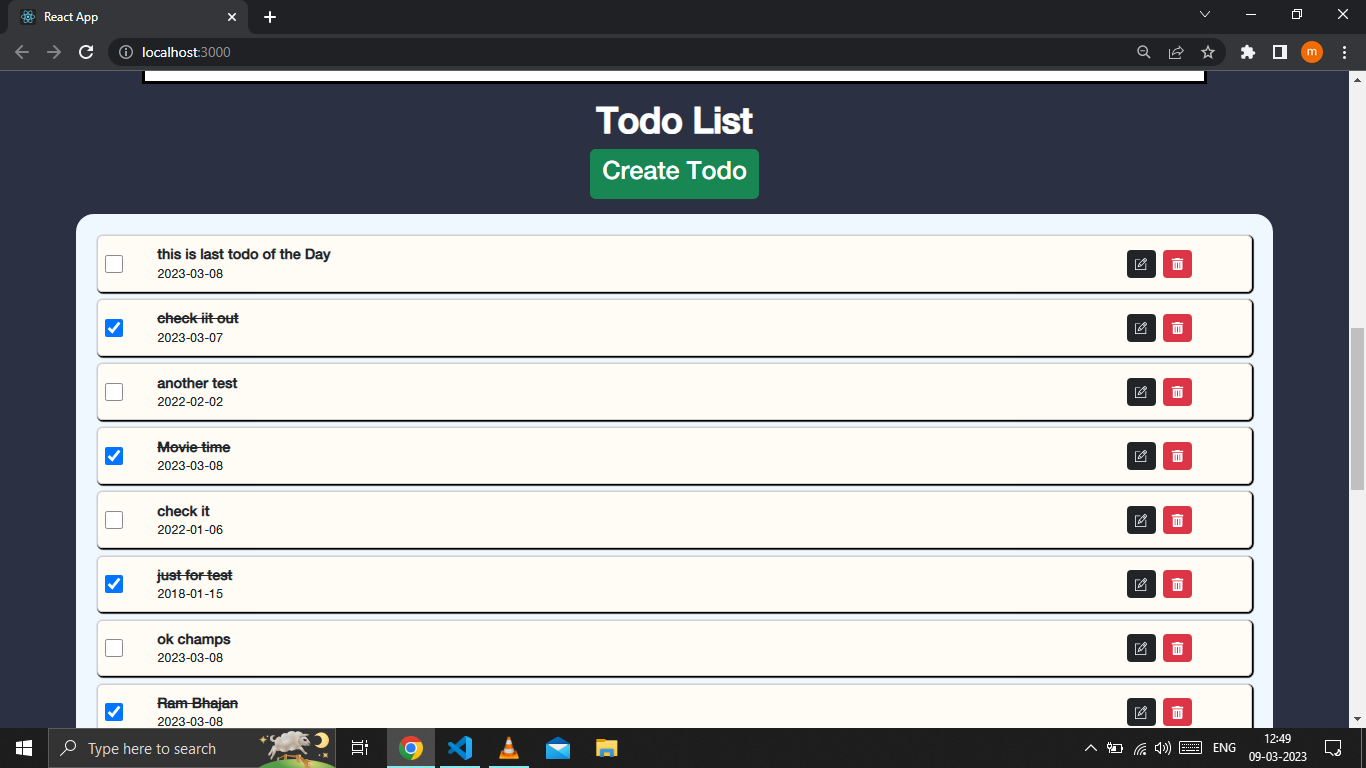 React App
localhost:3000
m
Todo List
Create Todo
this is last todo of the Day
2023-03-08
check iit out
2023-03-07
another test
2022-02-02
Movie time
2023-03-08
check it
2022-01-06
just for test
2018-01-15
ok champs
2023-03-08
Ram Bhajan
2023-03-08
Type here to search
ENG
12:49
09-03-2023